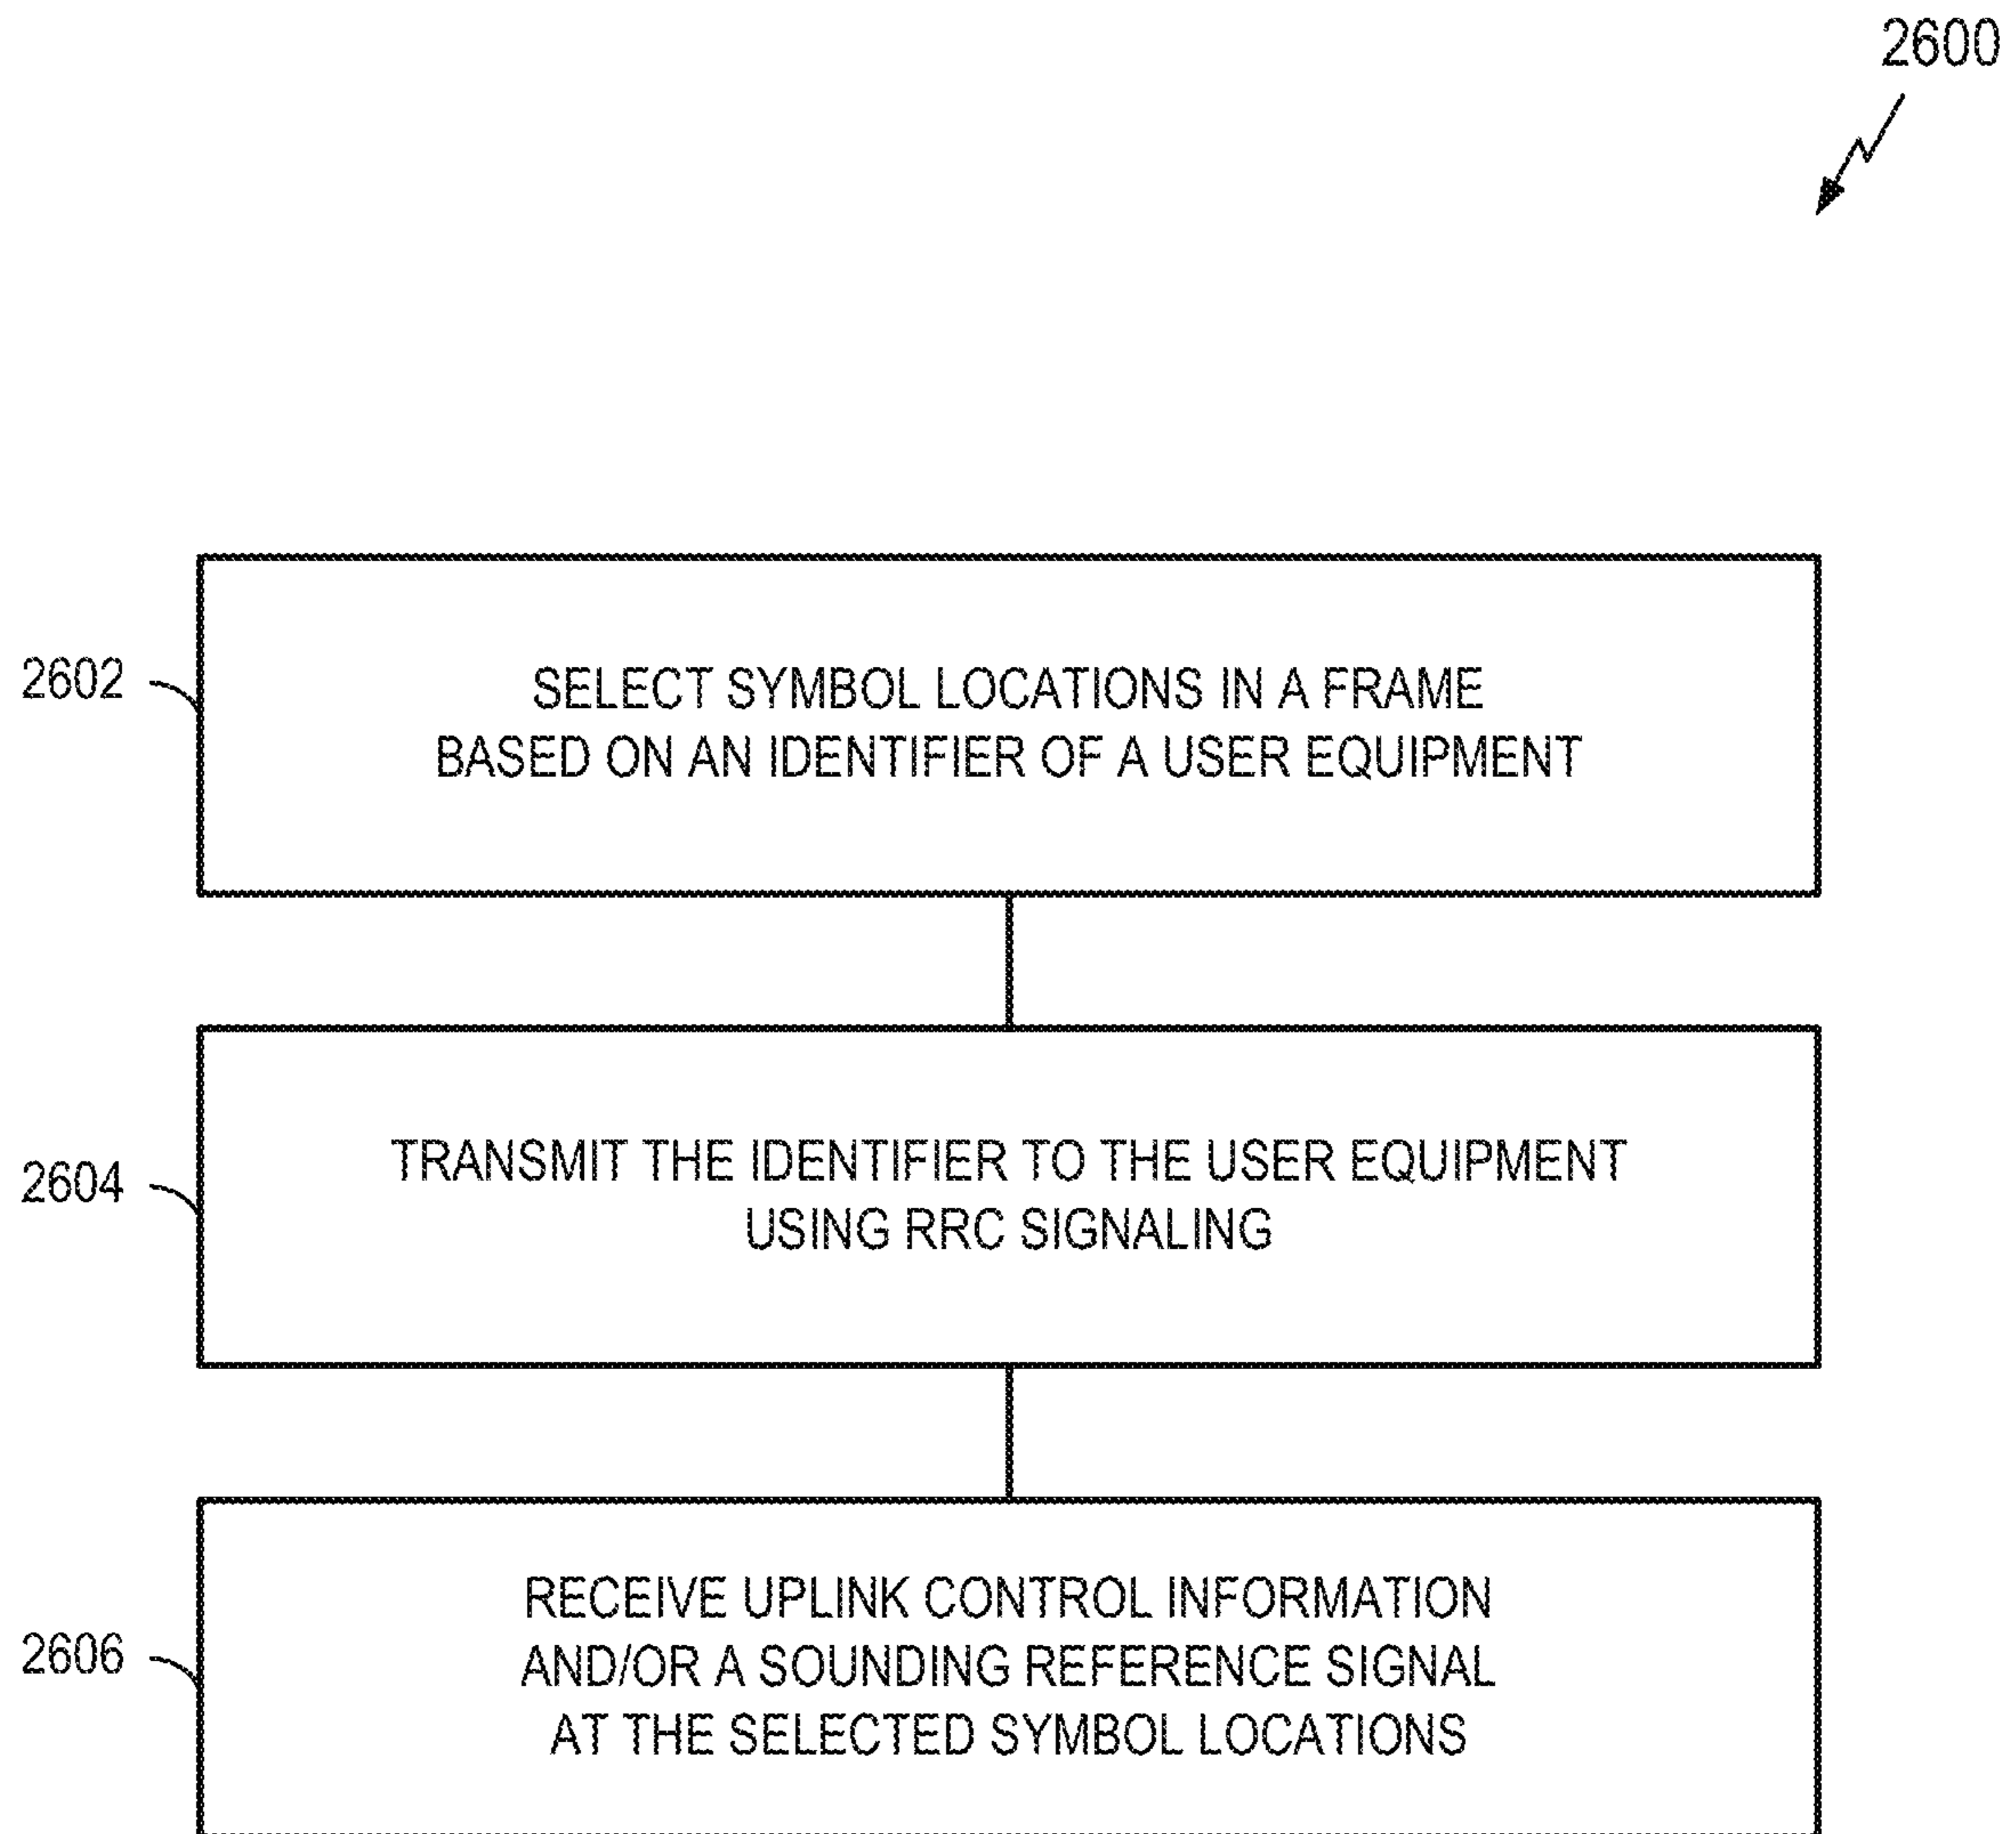 2600
2602
SELECT SYMBOL LOCATIONS IN A FRAME
BASED ON AN IDENTIFIER OF A USER EQUIPMENT
2604
TRANSMIT THE IDENTIFIER TO THE USER EQUIPMENT
USING RRC SIGNALING
2606
RECEIVE UPLINK CONTROL INFORMATION
AND/OR A SOUNDING REFERENCE SIGNAL
AT THE SELECTED SYMBOL LOCATIONS